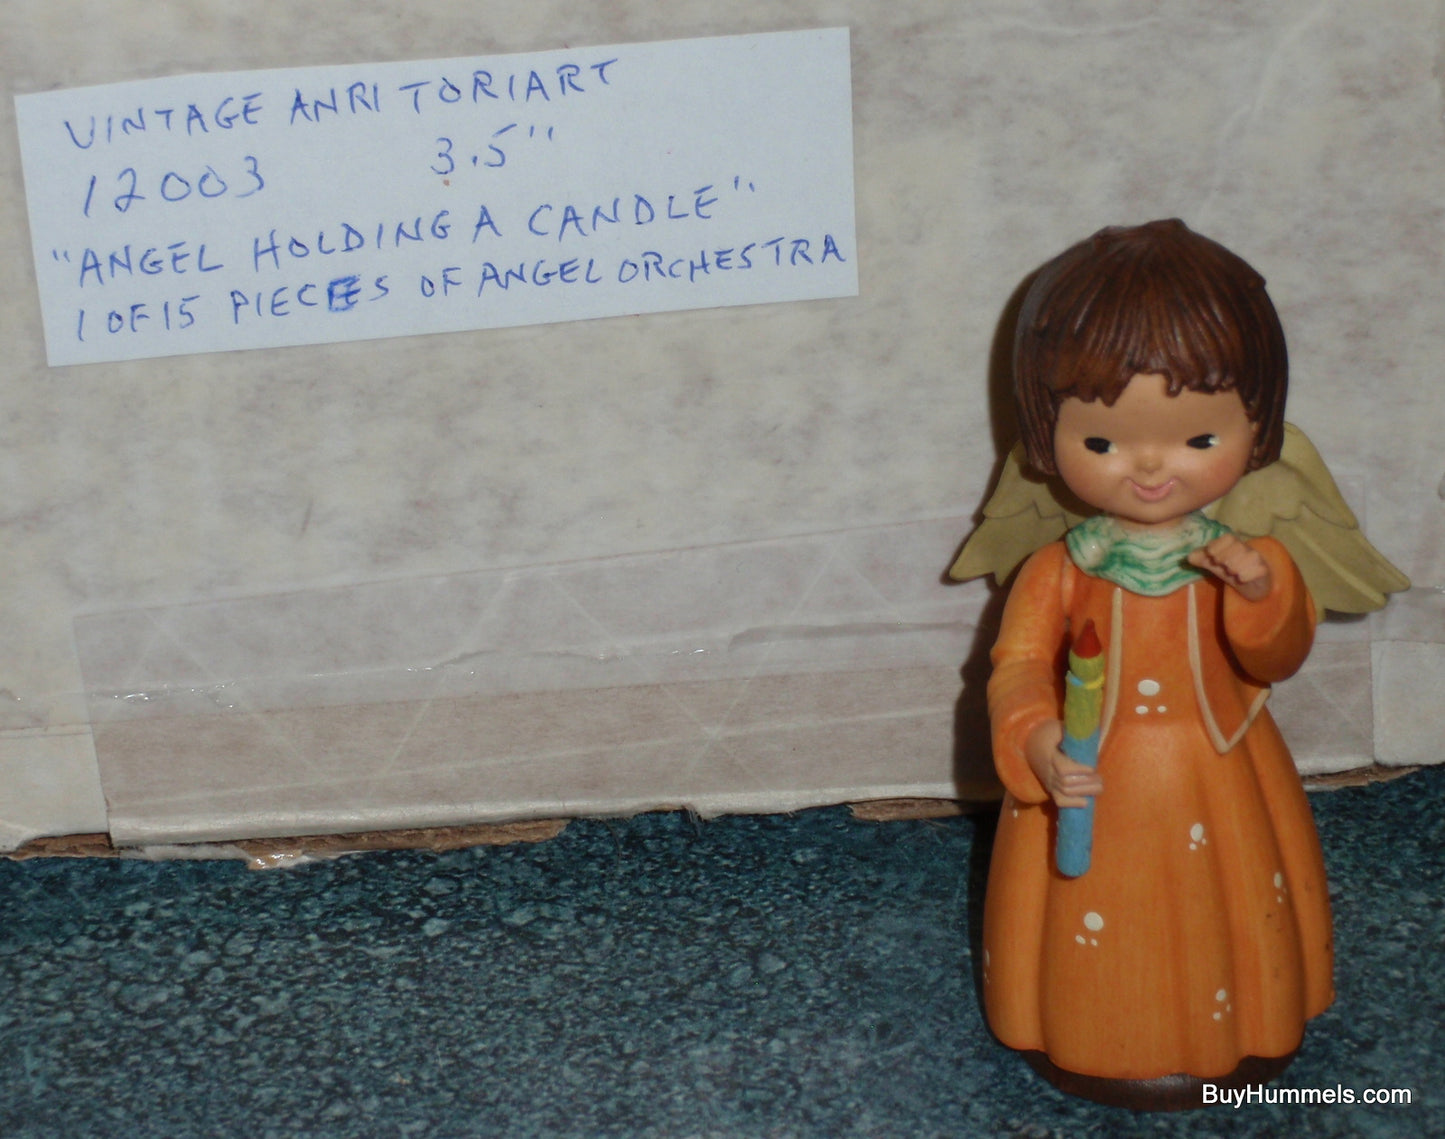 VINTAGE ANRI TORIART
12003 3.5"
"ANGEL HOLDING A CANDLE"
1 OF 15 PIECES OF ANGEL ORCHESTRA
BuyHummels.com